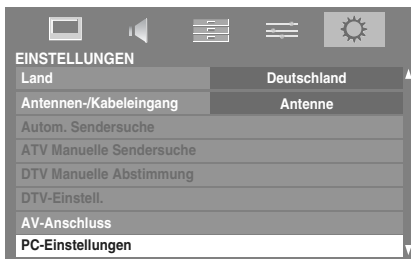 EINSTELLUNGEN
Land Deutschland
Antennen-/Kabeleingang Antenne
Autom. Sendersuche
ATV Manuelle Sendersuche
DTV Manuelle Abstimmung
DTV-Einstell.
AV-Anschluss
PC-Einstellungen